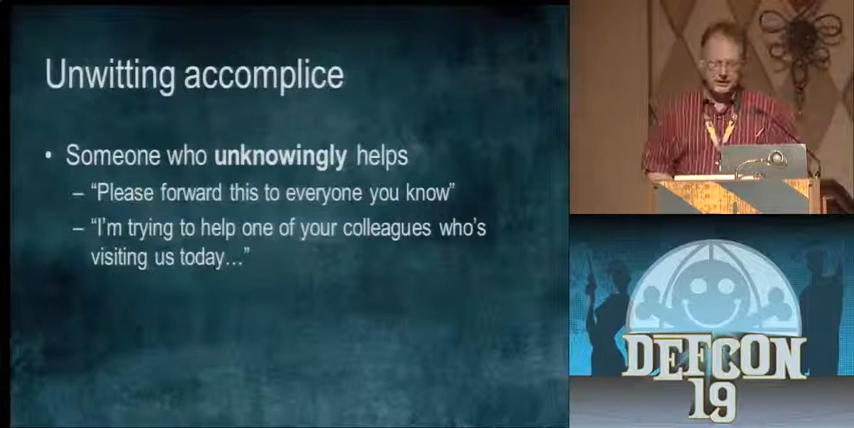 Unwitting accomplice
• Someone who unknowingly helps
– “Please forward this to everyone you know”
– “I’m trying to help one of your colleagues who’s
visiting us today…”
DEFCON
19